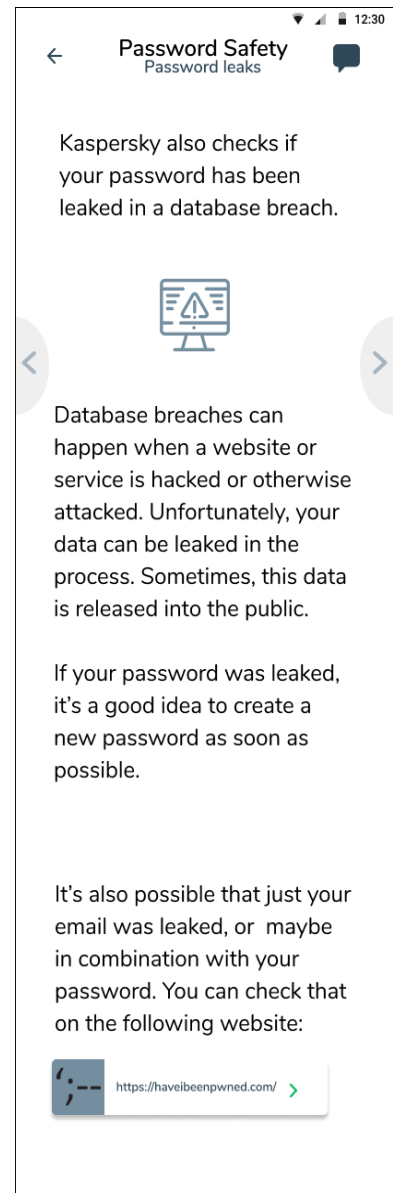 12:30
Password Safety
Password leaks
Kaspersky also checks if
your password has been
leaked in a database breach.
Database breaches can
happen when a website or
service is hacked or otherwise
attacked. Unfortunately, your
data can be leaked in the
process. Sometimes, this data
is released into the public.
If your password was leaked,
it’s a good idea to create a
new password as soon as
possible.
It’s also possible that just your
email was leaked, or  maybe
in combination with your
password. You can check that
on the following website:
‘;--
https://haveibeenpwned.com/